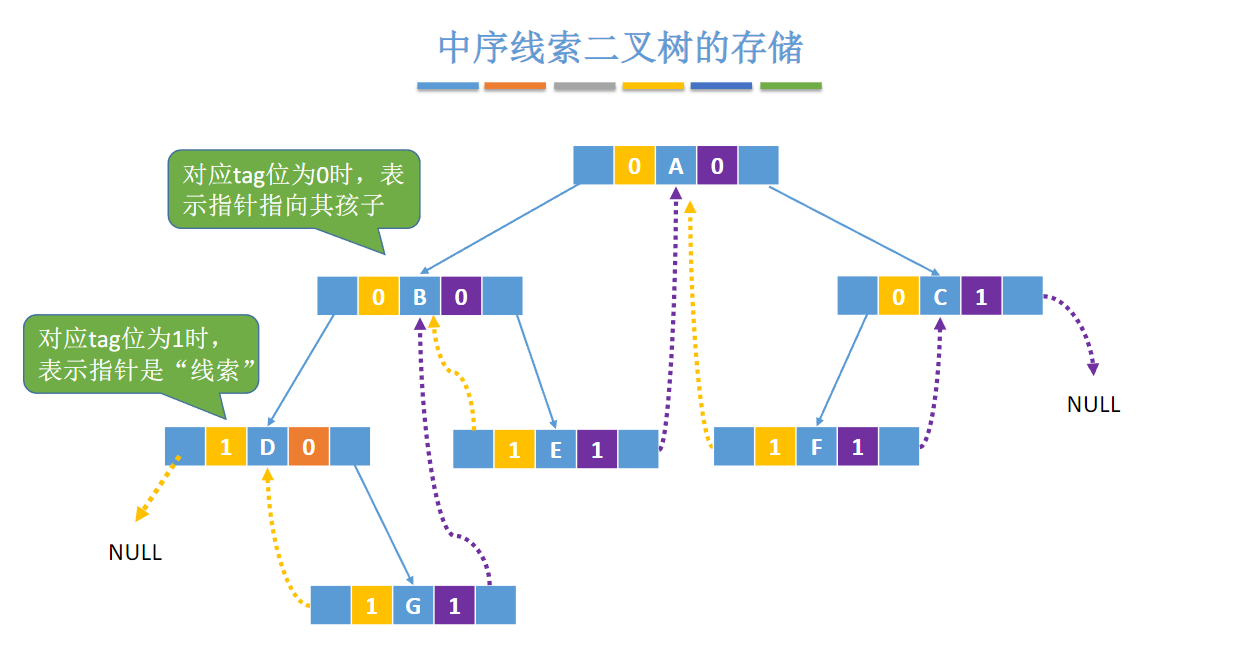 中序线索二叉树的存储
对应tag位为0时，表
示指针指向其孩子
0 A 0
0 B 0
0 C 1
对应tag位为1时，
表示指针是“线索”
NULL
1 D 0
1 E 1
1 F 1
NULL
1 G 1